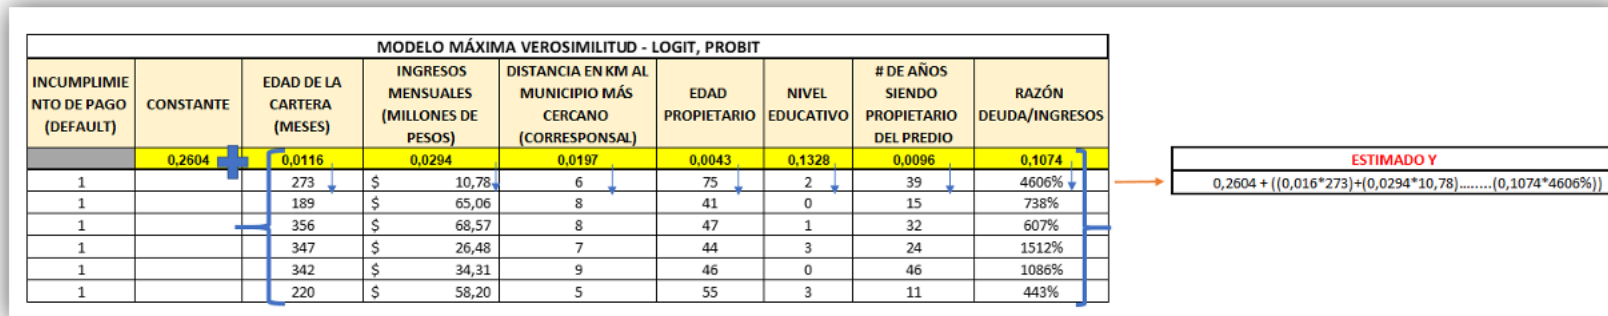 MODELO MÁXIMA VEROSIMILITUD - LOGIT, PROBIT
INCUMPLIMIE
NTO DE PAGO
(DEFAULT)
CONSTANTE
EDAD DE LA
CARTERA
(MESES)
INGRESOS
MENSUALES
(MILLONES DE
PESOS)
DISTANCIA EN KM AL
MUNICIPIO MÁS
CERCANO
(CORRESPONSAL)
EDAD
PROPIETARIO
NIVEL
EDUCATIVO
# DE AÑOS
SIENDO
PROPIETARIO
DEL PREDIO
RAZÓN
DEUDA/INGRESOS
0,2604 0,0116 0,0294 0,0197 0,0043 0,1328 0,0096 0,1074
1 273 $ 10,78 6 75 2 39 4606%
1 189 $ 65,06 8 41 0 15 738%
1 356 $ 68,57 8 47 1 32 607%
1 347 $ 26,48 7 44 3 24 1512%
1 342 $ 34,31 9 46 0 46 1086%
1 220 $ 58,20 5 55 3 11 443%
ESTIMADO Y
0,2604 + ((0,016*273)+(0,0294*10,78)........(0,1074*4606%))